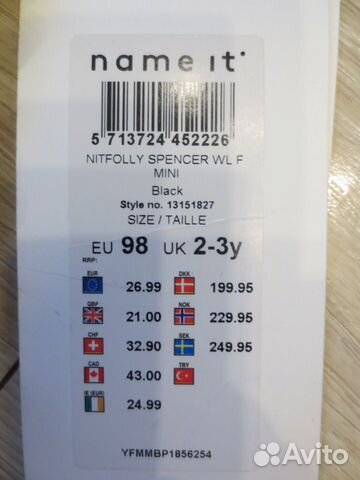 name it
5 713724 452226
NITFOLLY SPENCER WL F
MINI
Black
Style no. 13151827
SIZE / TAILLE
EU 98 UK 2-3y
RRP:
EUR 26.99 DKK 199.95
GBP 21.00 NOK 229.95
CHF 32.90 SEK 249.95
CAD 43.00 TRY
IE (EUR) 24.99
YFMMBP1856254
Avito